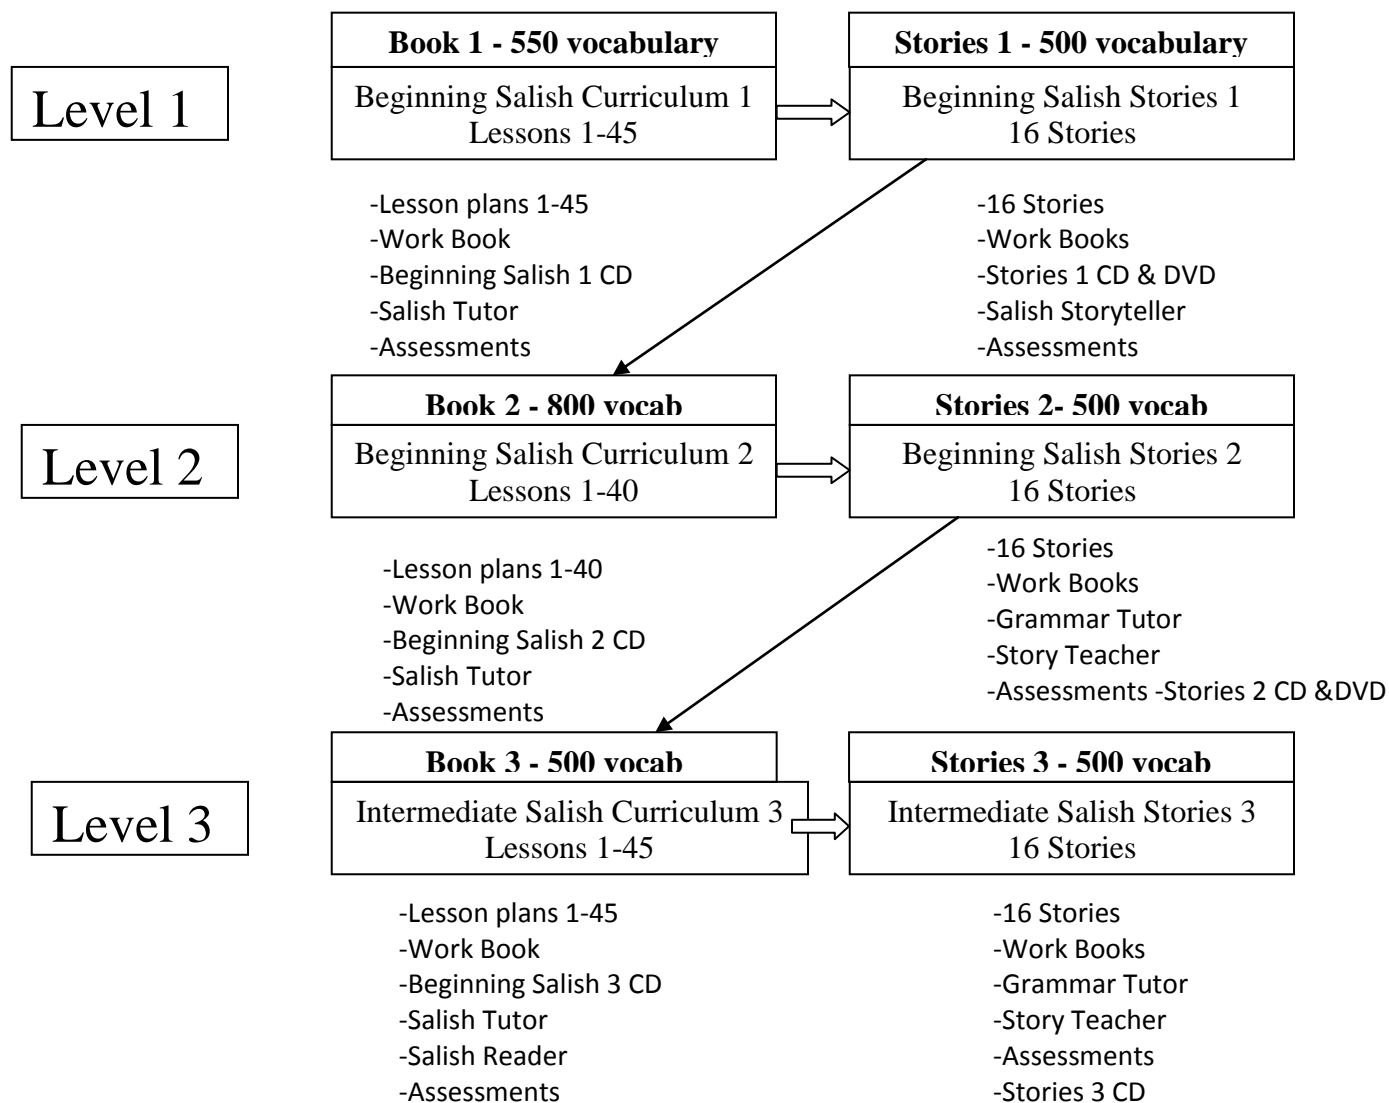 Level 1
Book 1 - 550 vocabulary
Beginning Salish Curriculum 1
Lessons 1-45
Stories 1 - 500 vocabulary
Beginning Salish Stories 1
16 Stories
-Lesson plans 1-45
-Work Book
-Beginning Salish 1 CD
-Salish Tutor
-Assessments
-16 Stories
-Work Books
-Stories 1 CD & DVD
-Salish Storyteller
-Assessments
Level 2
Book 2 - 800 vocab
Beginning Salish Curriculum 2
Lessons 1-40
Stories 2- 500 vocab
Beginning Salish Stories 2
16 Stories
-Lesson plans 1-40
-Work Book
-Beginning Salish 2 CD
-Salish Tutor
-Assessments
-16 Stories
-Work Books
-Grammar Tutor
-Story Teacher
-Assessments -Stories 2 CD &DVD
Level 3
Book 3 - 500 vocab
Intermediate Salish Curriculum 3
Lessons 1-45
Stories 3 - 500 vocab
Intermediate Salish Stories 3
16 Stories
-Lesson plans 1-45
-Work Book
-Beginning Salish 3 CD
-Salish Tutor
-Salish Reader
-Assessments
-16 Stories
-Work Books
-Grammar Tutor
-Story Teacher
-Assessments
-Stories 3 CD